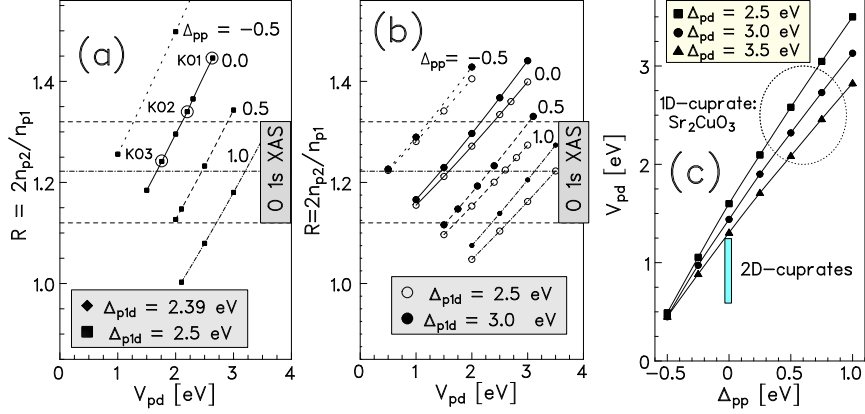 (a)
Δpp = −0.5
K01
0.0
K02
0.5
K03
1.0
O 1s XAS
R = 2np2/np1
1.4
1.2
1.0
Δp1d = 2.39 eV
Δp1d = 2.5 eV
0 1 2 3 4
Vpd [eV]
(b)
Δpp= −0.5
0.0
0.5
1.0
O 1s XAS
R=2np2/np1
1.4
1.2
1.0
Δp1d = 2.5 eV
Δp1d = 3.0 eV
0 1 2 3 4
Vpd [eV]
Δpd = 2.5 eV
Δpd = 3.0 eV
Δpd = 3.5 eV
1D-cuprate:
Sr2CuO3
(c)
2D-cuprates
Vpd [eV]
3
2
1
0
−0.5 0 0.5 1.0
Δpp [eV]